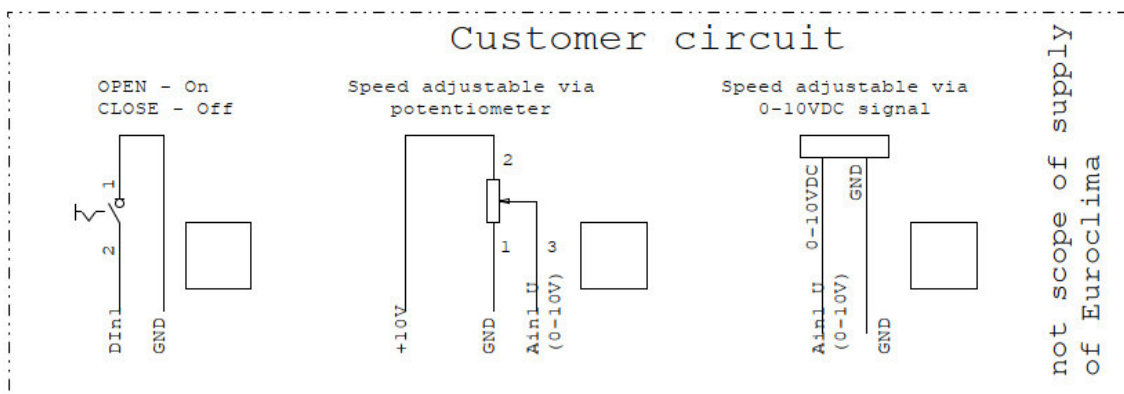 Customer circuit
OPEN - On
CLOSE - Off
1
2
DIn1
GND
Speed adjustable via
potentiometer
2
1
3
+10V
GND
Ain1 U
(0-10V)
Speed adjustable via
0-10VDC signal
0-10VDC
GND
Ain1 U
(0-10V)
GND
not scope of supply
of Euroclima